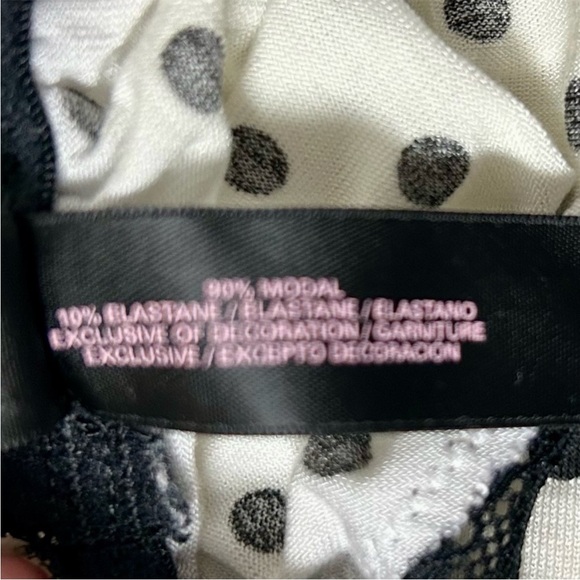 90% MODAL
10% ELASTANE / ELASTANE / ELASTANO
EXCLUSIVE OF DECORATION / GARNITURE
EXCLUSIVE / EXCEPTO DECORACION